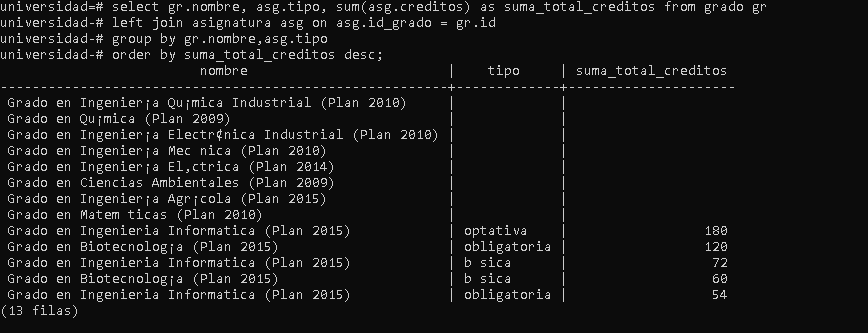 universidad=# select gr.nombre, asg.tipo, sum(asg.creditos) as suma_total_creditos from grado gr
universidad-# left join asignatura asg on asg.id_grado = gr.id
universidad-# group by gr.nombre,asg.tipo
universidad-# order by suma_total_creditos desc;
nombre | tipo | suma_total_creditos
--------------------------------------------------------+-------------+---------------------
Grado en Ingenier¡a Qu¡mica Industrial (Plan 2010) | |
Grado en Qu¡mica (Plan 2009) | |
Grado en Ingenier¡a Electr¢nica Industrial (Plan 2010) | |
Grado en Ingenier¡a Mec nica (Plan 2010) | |
Grado en Ingenier¡a El‚ctrica (Plan 2014) | |
Grado en Ciencias Ambientales (Plan 2009) | |
Grado en Ingenier¡a Agr¡cola (Plan 2015) | |
Grado en Matem ticas (Plan 2010) | |
Grado en Ingenieria Informatica (Plan 2015) | optativa | 180
Grado en Biotecnolog¡a (Plan 2015) | obligatoria | 120
Grado en Ingenieria Informatica (Plan 2015) | b sica | 72
Grado en Biotecnolog¡a (Plan 2015) | b sica | 60
Grado en Ingenieria Informatica (Plan 2015) | obligatoria | 54
(13 filas)